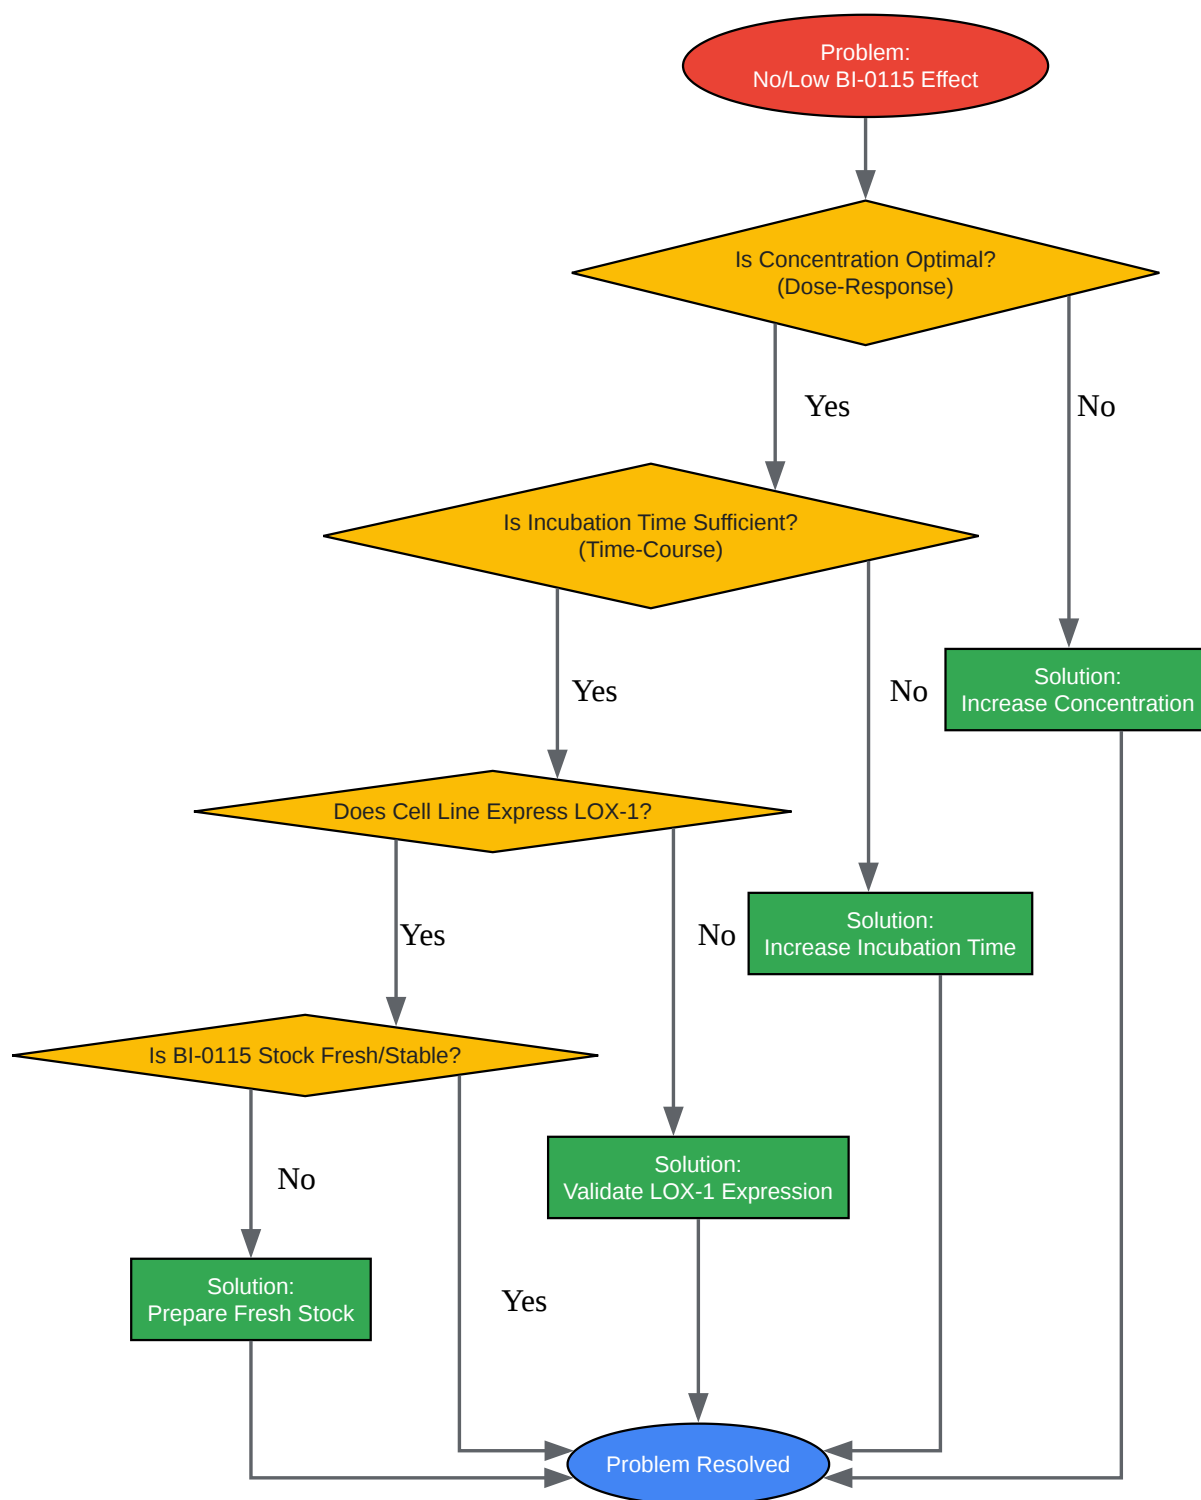 Problem:
No/Low BI-0115 Effect
Is Concentration Optimal?
(Dose-Response)
Yes
No
Is Incubation Time Sufficient?
(Time-Course)
Yes
No
Solution:
Increase Concentration
Does Cell Line Express LOX-1?
Yes
No
Solution:
Increase Incubation Time
Is BI-0115 Stock Fresh/Stable?
No
Solution:
Validate LOX-1 Expression
Solution:
Prepare Fresh Stock
Yes
Problem Resolved